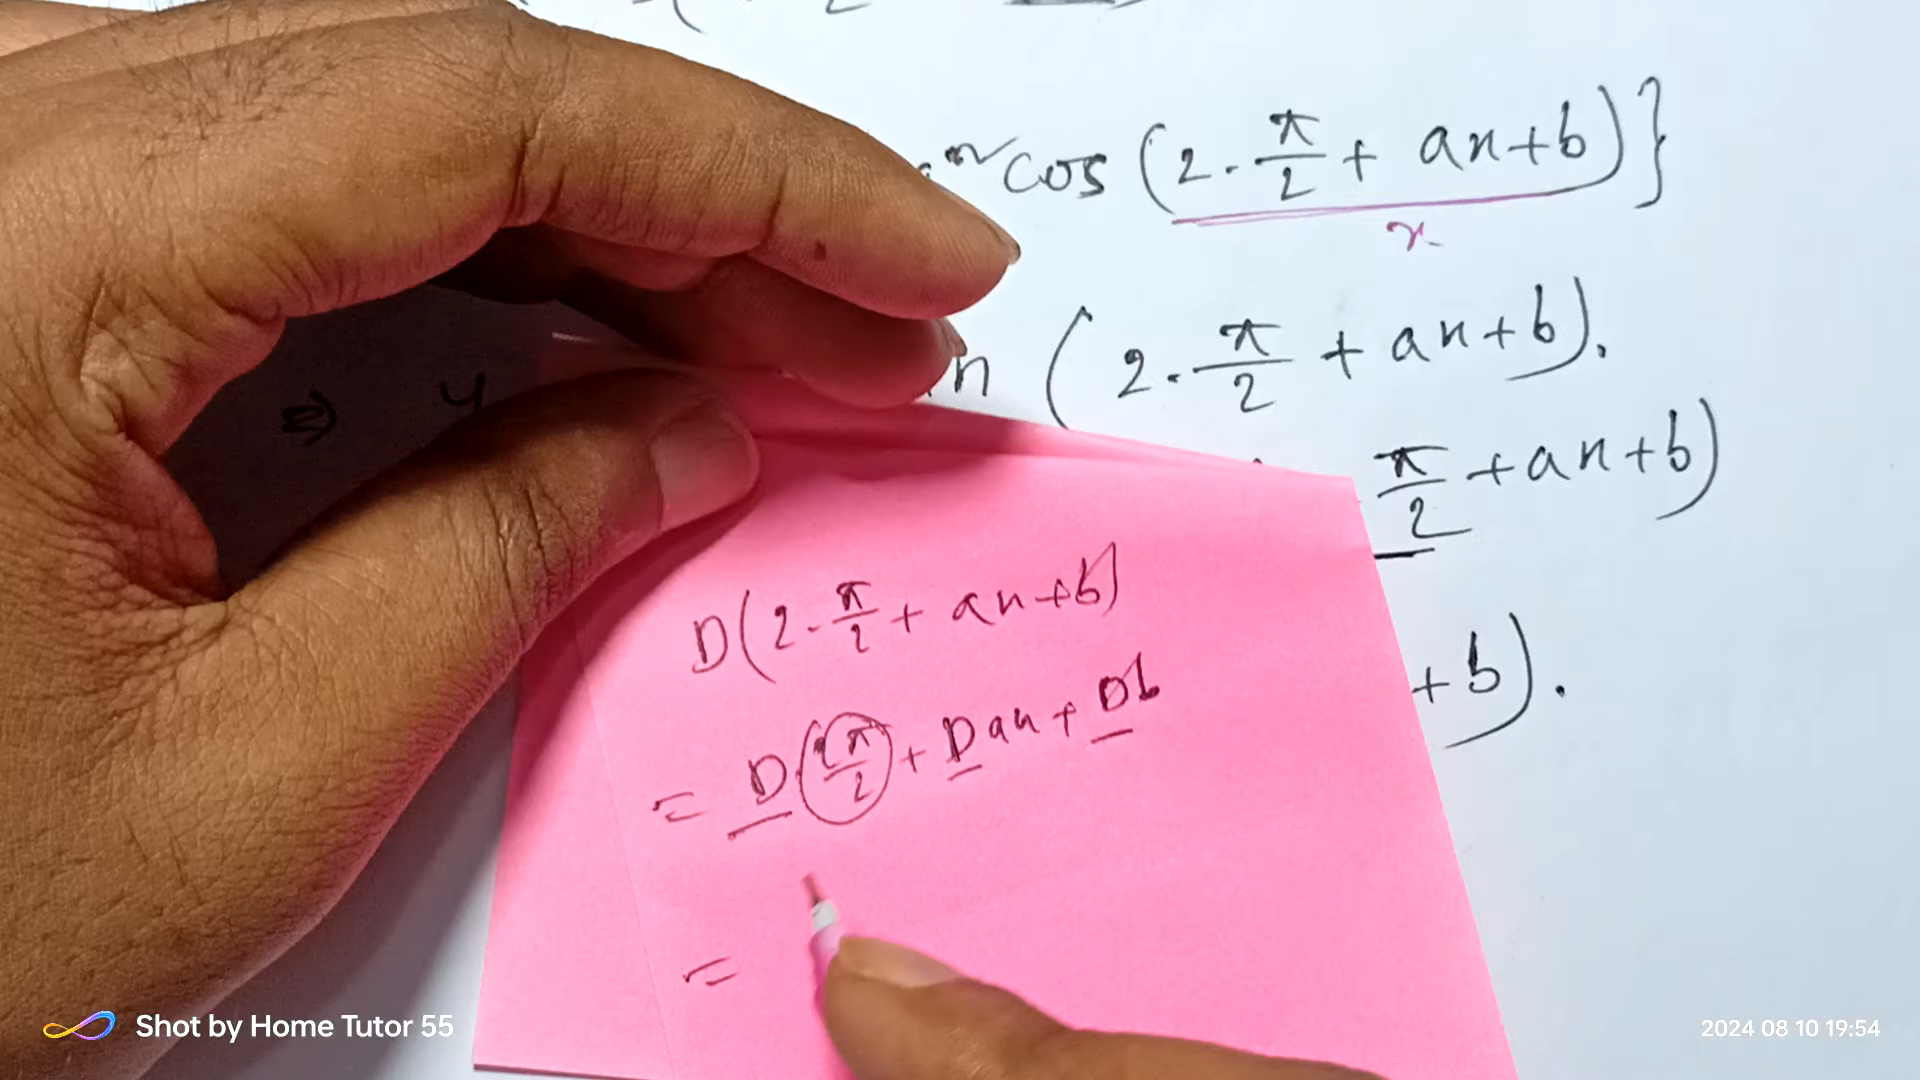 cos (2·π/2 + ax+b)}
x
n (2·π/2 + ax+b).
π/2 + ax+b)
D(2·π/2 + ax+b)
= D(2π/2) + Dax + Db
+ b).
=
⇒ y
Shot by Home Tutor 55
2024 08 10 19:54